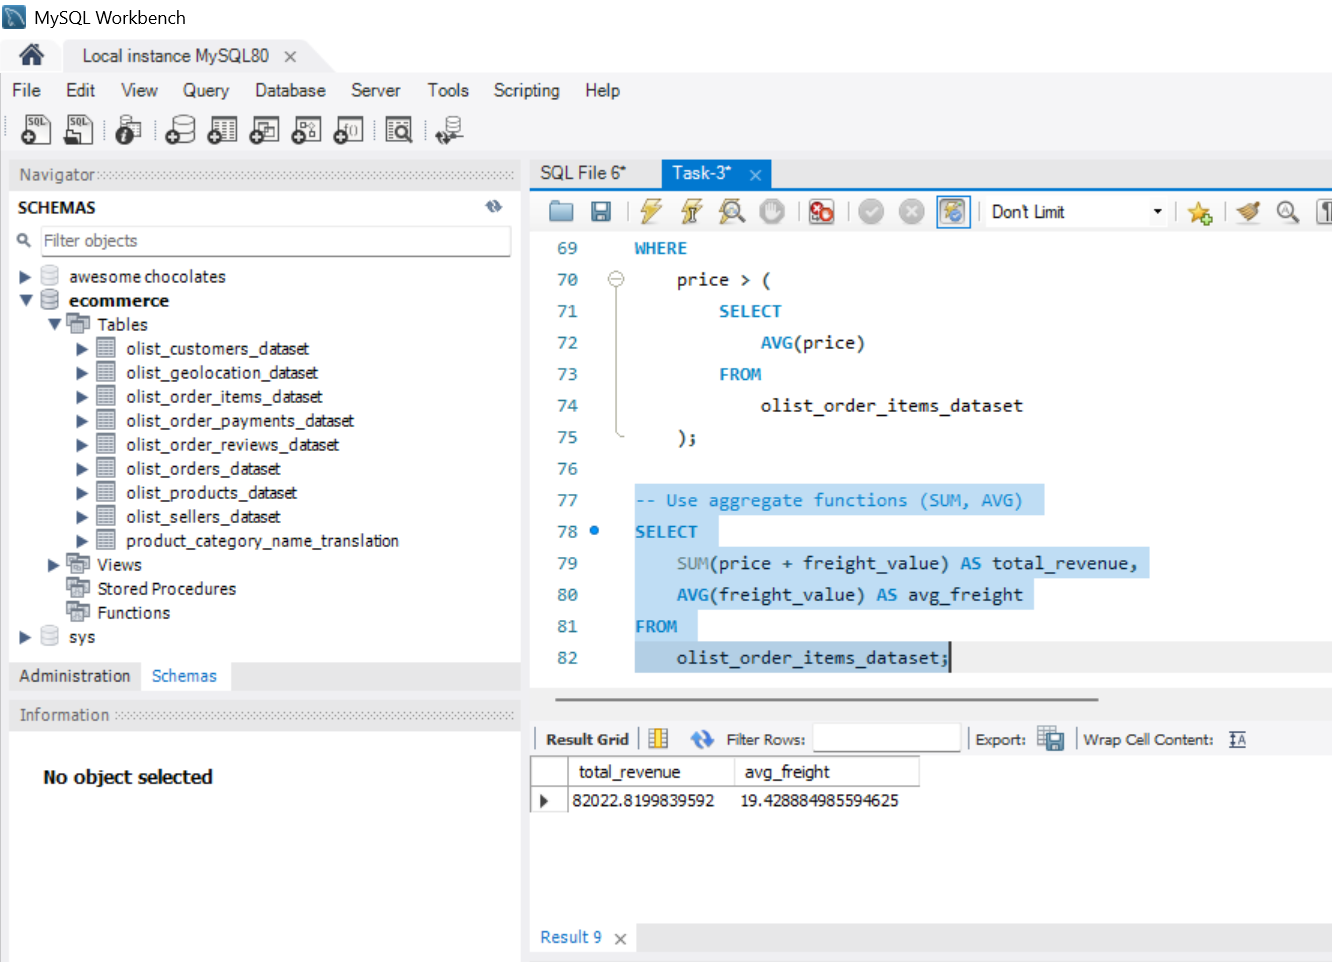 MySQL Workbench
Local instance MySQL80
File Edit View Query Database Server Tools Scripting Help
SQL SQL
Navigator
SCHEMAS
Filter objects
awesome chocolates
ecommerce
Tables
olist_customers_dataset
olist_geolocation_dataset
olist_order_items_dataset
olist_order_payments_dataset
olist_order_reviews_dataset
olist_orders_dataset
olist_products_dataset
olist_sellers_dataset
product_category_name_translation
Views
Stored Procedures
Functions
sys
Administration Schemas
Information
No object selected
SQL File 6* Task-3*
Don't Limit
69 WHERE
70 price > (
71 SELECT
72 AVG(price)
73 FROM
74 olist_order_items_dataset
75 );
76
77 -- Use aggregate functions (SUM, AVG)
78 SELECT
79 SUM(price + freight_value) AS total_revenue,
80 AVG(freight_value) AS avg_freight
81 FROM
82 olist_order_items_dataset;
Result Grid Filter Rows: Export: Wrap Cell Content:
total_revenue avg_freight
82022.8199839592 19.428884985594625
Result 9